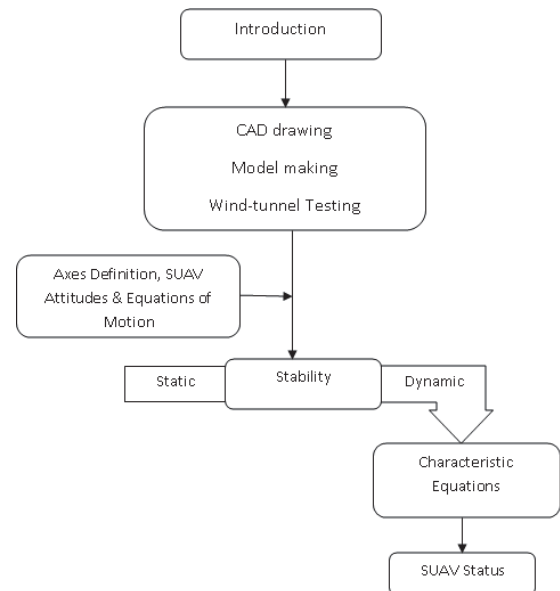 Introduction
CAD drawing
Model making
Wind-tunnel Testing
Axes Definition, SUAV
Attitudes & Equations of
Motion
Static
Stability
Dynamic
Characteristic
Equations
SUAV Status